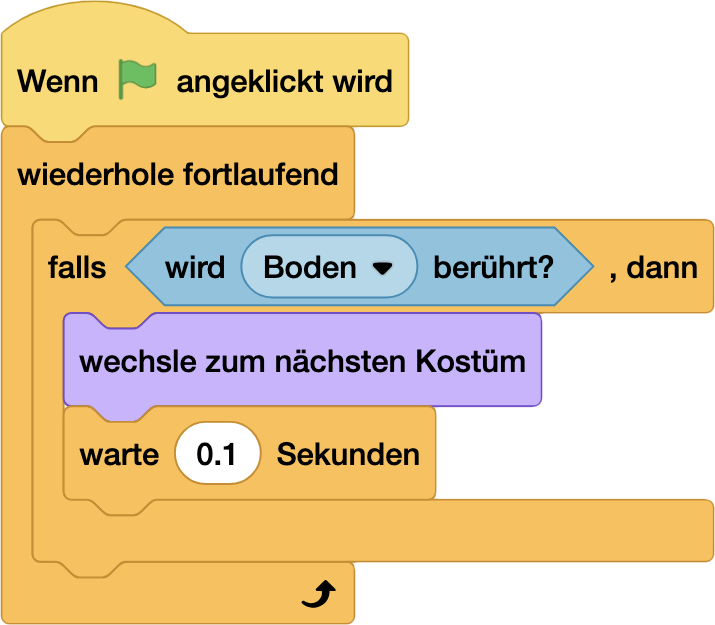 Wenn angeklickt wird
wiederhole fortlaufend
falls wird Boden berührt? , dann
wechsle zum nächsten Kostüm
warte 0.1 Sekunden